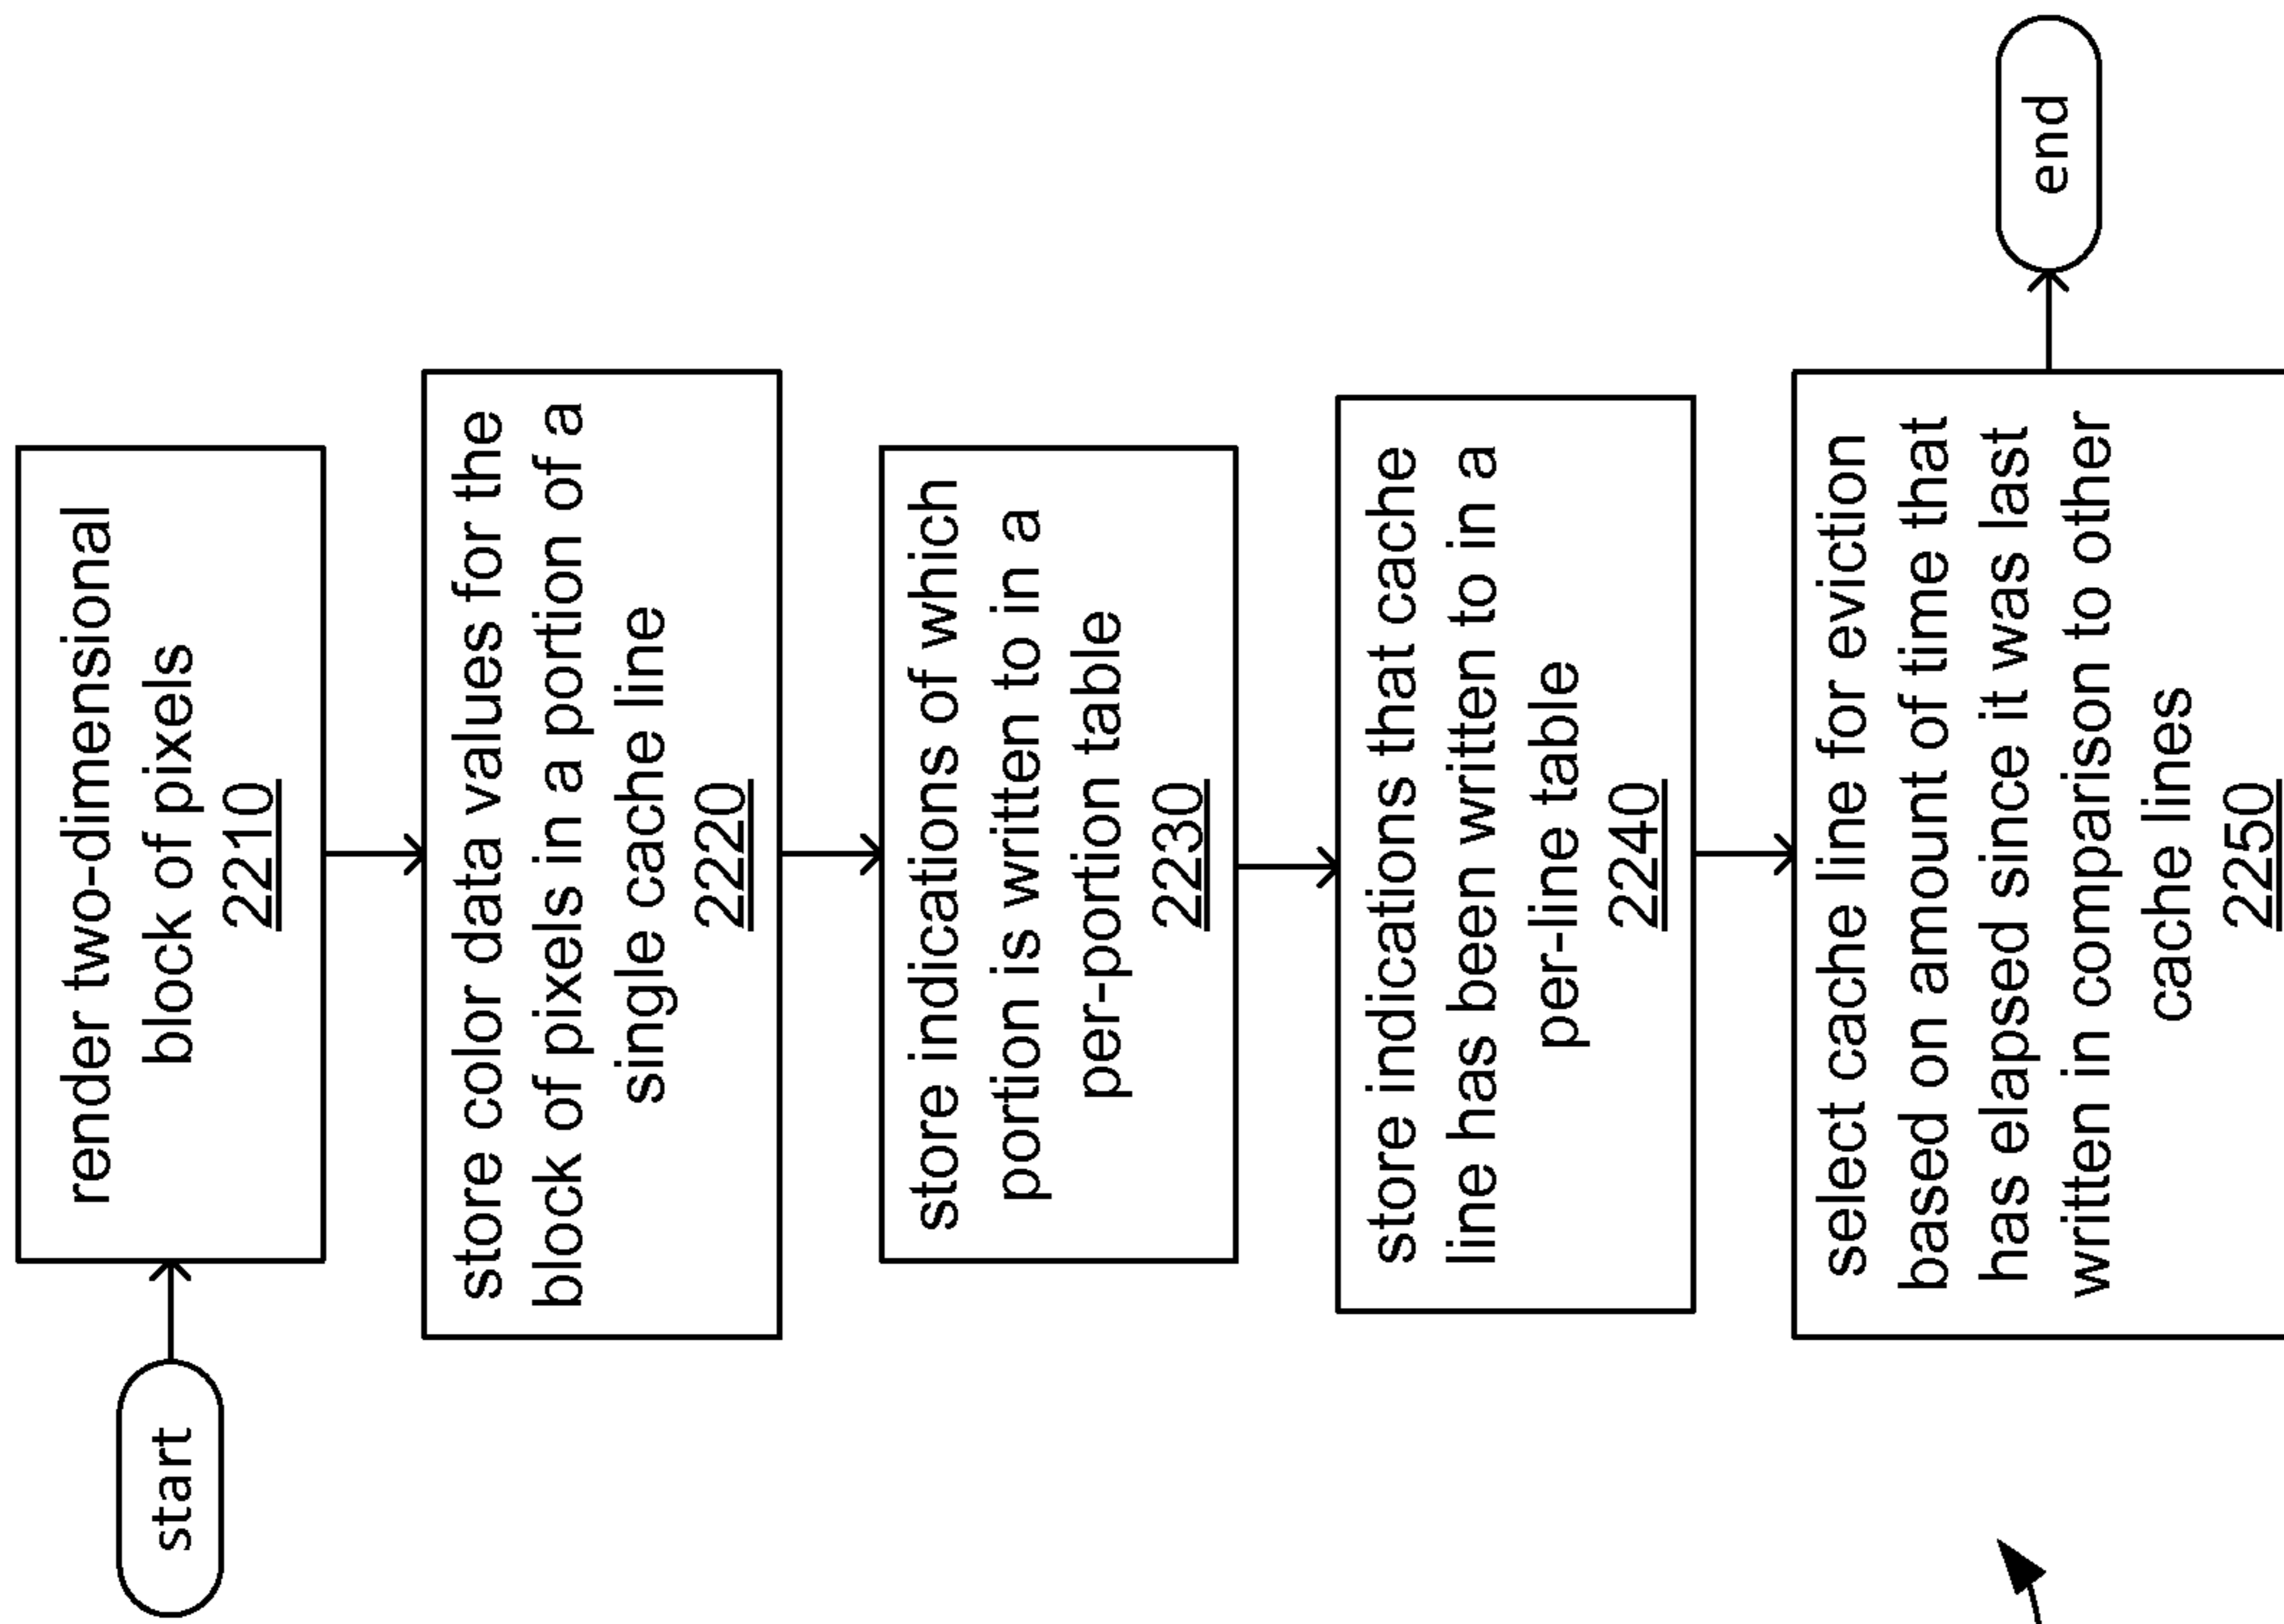 start
render two-dimensional
block of pixels
2210
store color data values for the
block of pixels in a portion of a
single cache line
2220
store indications of which
portion is written to in a
per-portion table
2230
store indications that cache
line has been written to in a
per-line table
2240
select cache line for eviction
based on amount of time that
has elapsed since it was last
written in comparison to other
cache lines
2250
end